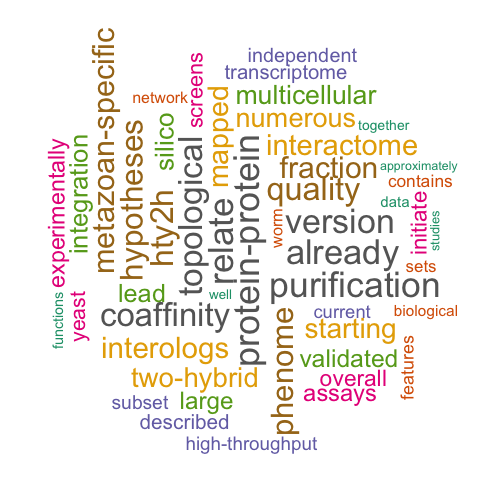 independent
transcriptome
network
screens
metazoan-specific
multicellular
mapped
numerous
together
silico
experimentally
integration
hypotheses
hty2h
topological
relate
protein-protein
interactome
fraction
approximately
quality
contains
data
worm
version
initiate
studies
already
sets
purification
functions
yeast
lead
well
coaffinity
phenome
current
biological
starting
interologs
validated
features
two-hybrid
overall
assays
subset
large
described
high-throughput